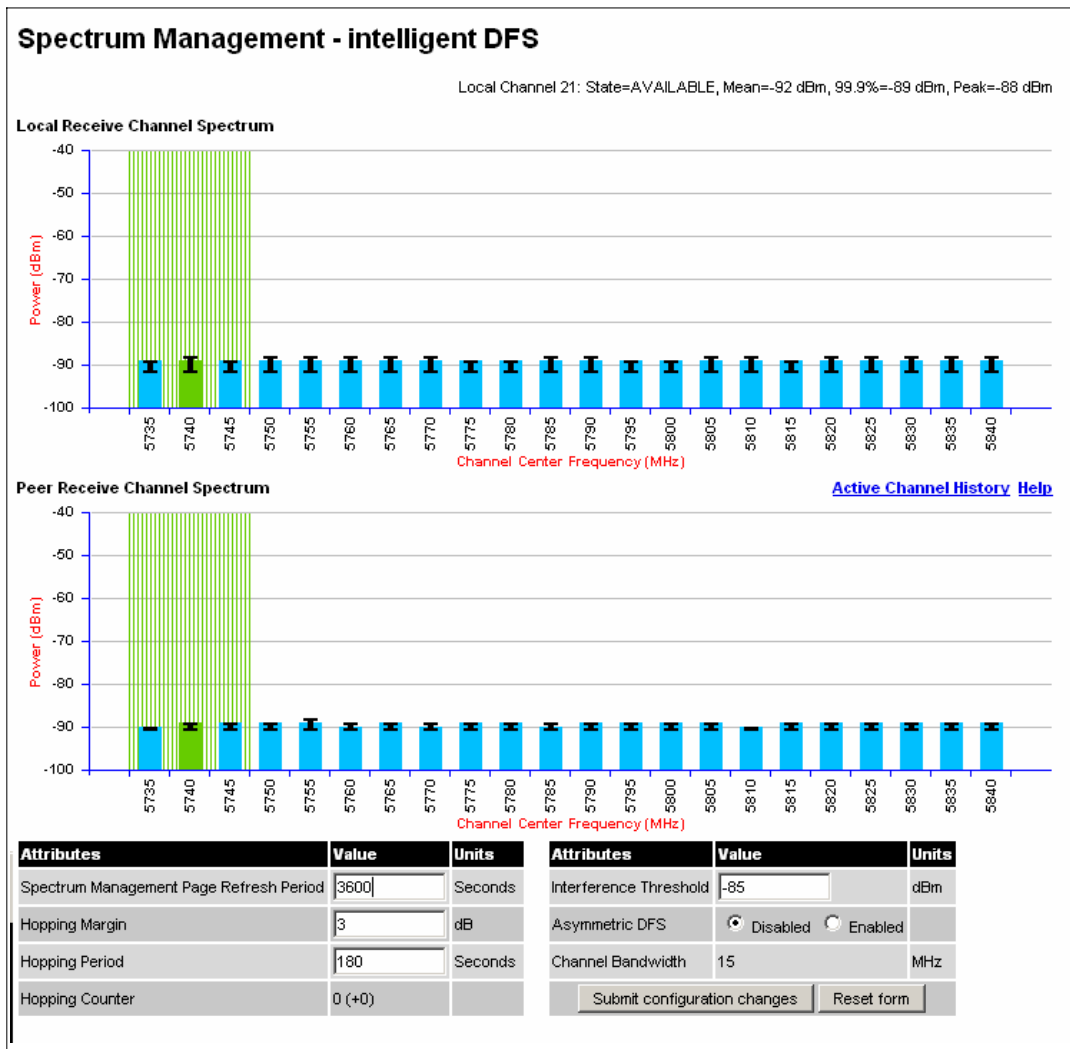 Spectrum Management - intelligent DFS
Local Channel 21: State=AVAILABLE, Mean=-92 dBm, 99.9%=-89 dBm, Peak=-88 dBm
Local Receive Channel Spectrum
-40
-50
-60
-70
-80
-90
-100
Power (dBm)
5735 5740 5745 5750 5755 5760 5765 5770 5775 5780 5785 5790 5795 5800 5805 5810 5815 5820 5825 5830 5835 5840
Channel Center Frequency (MHz)
Peer Receive Channel Spectrum Active Channel History Help
-40
-50
-60
-70
-80
-90
-100
Power (dBm)
5735 5740 5745 5750 5755 5760 5765 5770 5775 5780 5785 5790 5795 5800 5805 5810 5815 5820 5825 5830 5835 5840
Channel Center Frequency (MHz)
Attributes Value Units
Spectrum Management Page Refresh Period 3600 Seconds
Hopping Margin 3 dB
Hopping Period 180 Seconds
Hopping Counter 0 (+0)
Attributes Value Units
Interference Threshold -85 dBm
Asymmetric DFS Disabled Enabled
Channel Bandwidth 15 MHz
Submit configuration changes Reset form